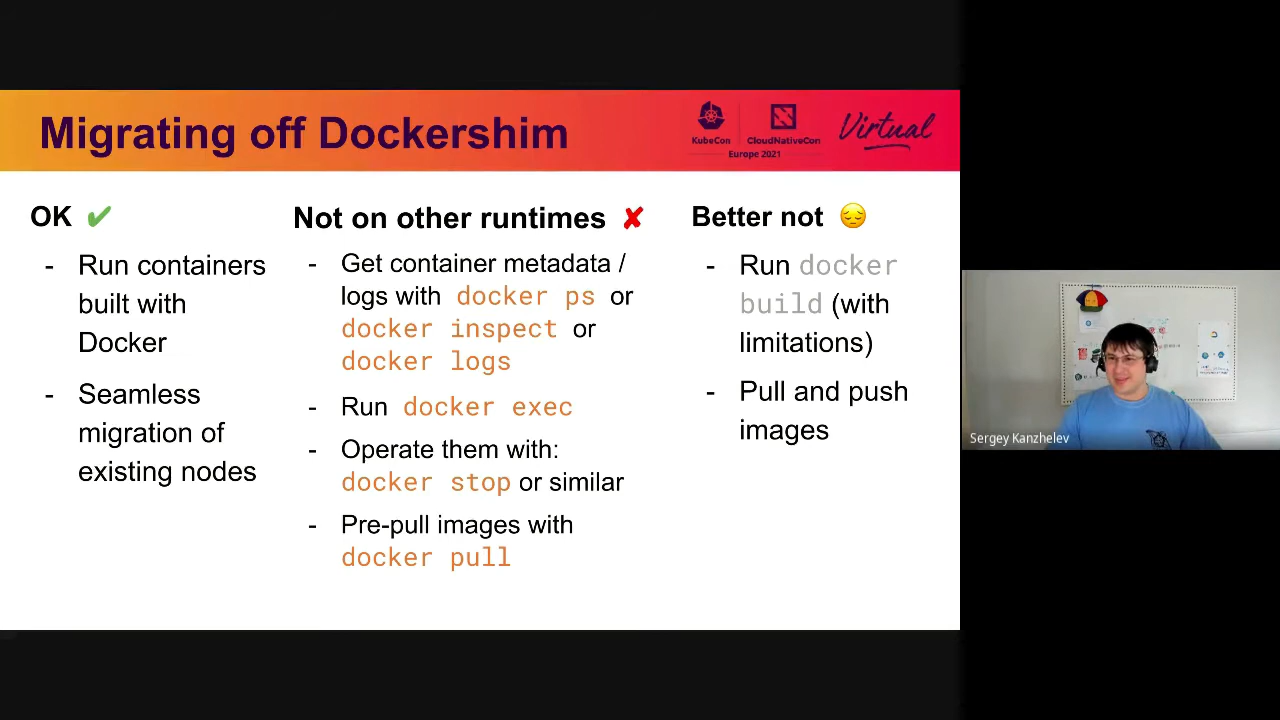 Migrating off Dockershim
KubeCon
CloudNativeCon
Europe 2021
Virtual
OK ✔
- Run containers
built with
Docker
- Seamless
migration of
existing nodes
Not on other runtimes ✘
- Get container metadata /
logs with docker ps or
docker inspect or
docker logs
- Run docker exec
- Operate them with:
docker stop or similar
- Pre-pull images with
docker pull
Better not 😔
- Run docker
build (with
limitations)
- Pull and push
images
Sergey Kanzhelev